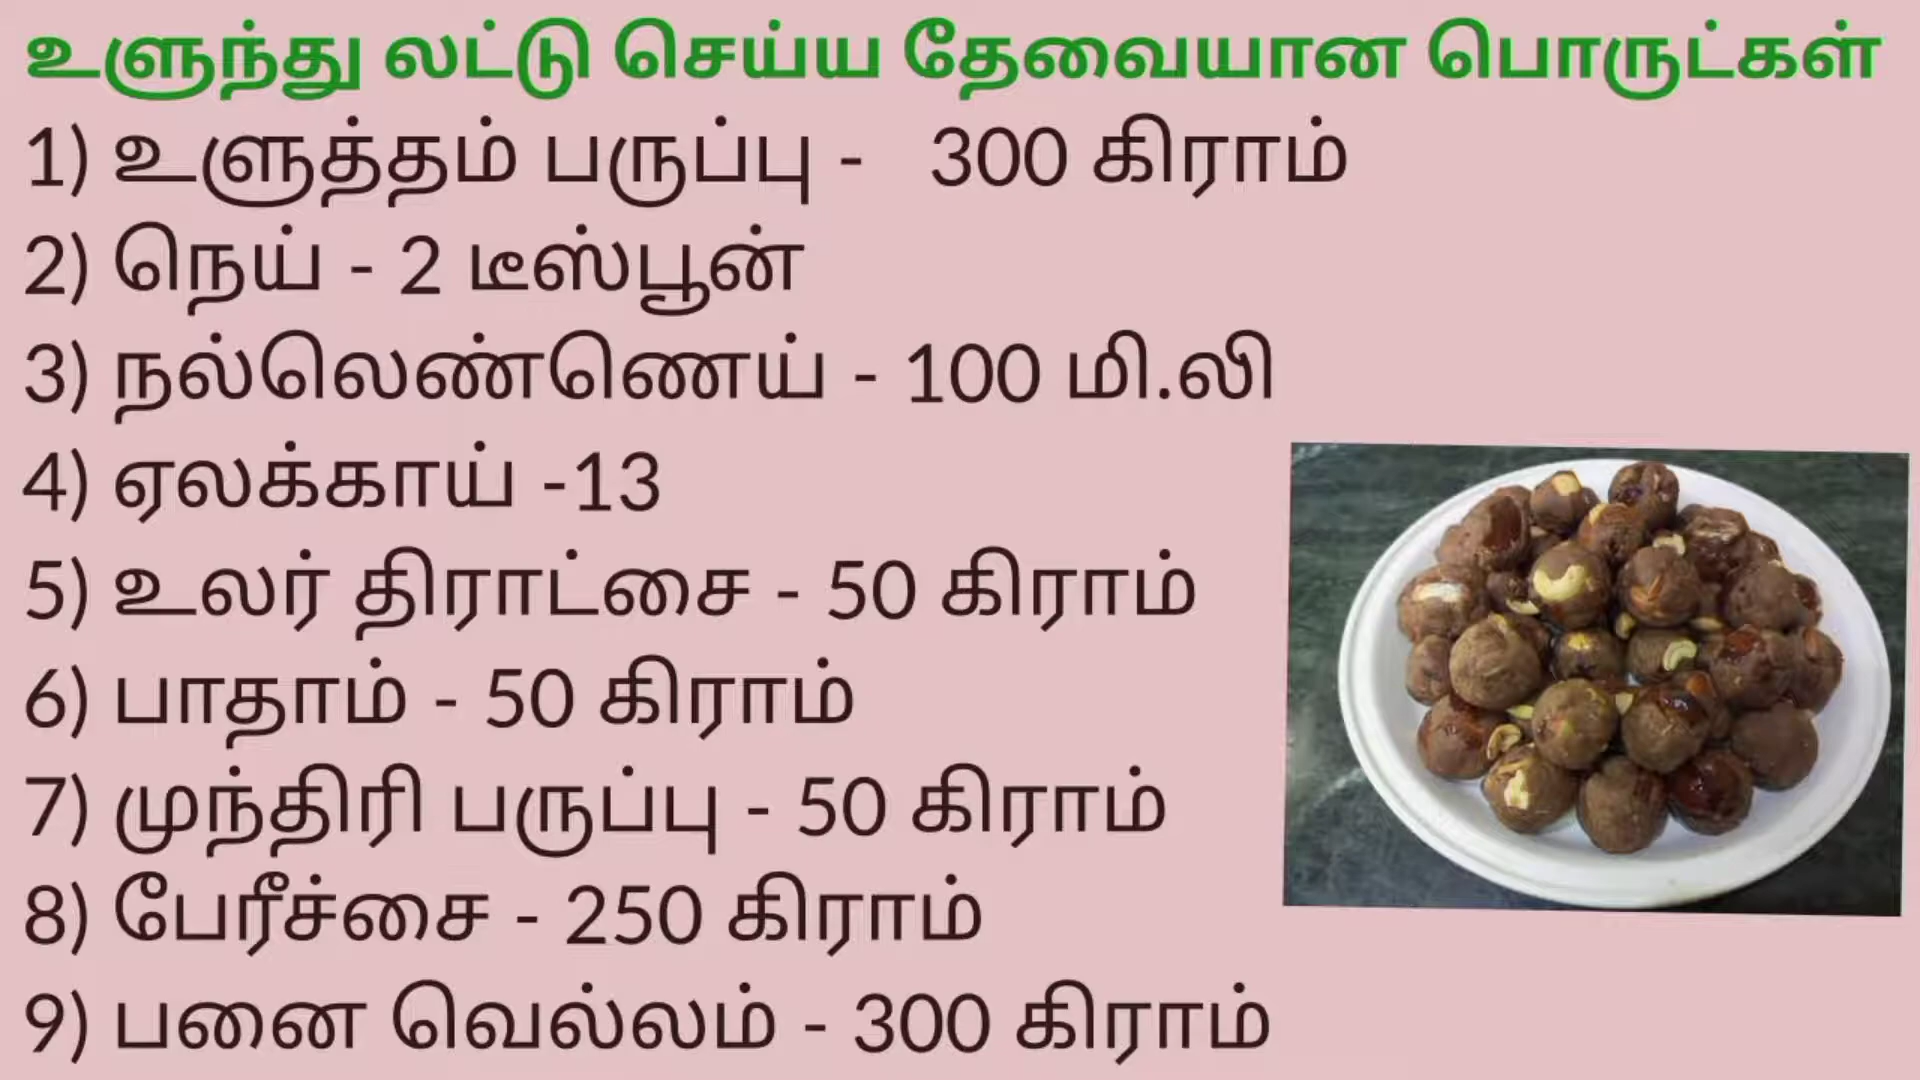 உளுந்து லட்டு செய்ய தேவையான பொருட்கள்
1) உளுத்தம் பருப்பு - 300 கிராம்
2) நெய் - 2 டீஸ்பூன்
3) நல்லெண்ணெய் - 100 மி.லி
4) ஏலக்காய் -13
5) உலர் திராட்சை - 50 கிராம்
6) பாதாம் - 50 கிராம்
7) முந்திரி பருப்பு - 50 கிராம்
8) பேரீச்சை - 250 கிராம்
9) பனை வெல்லம் - 300 கிராம்